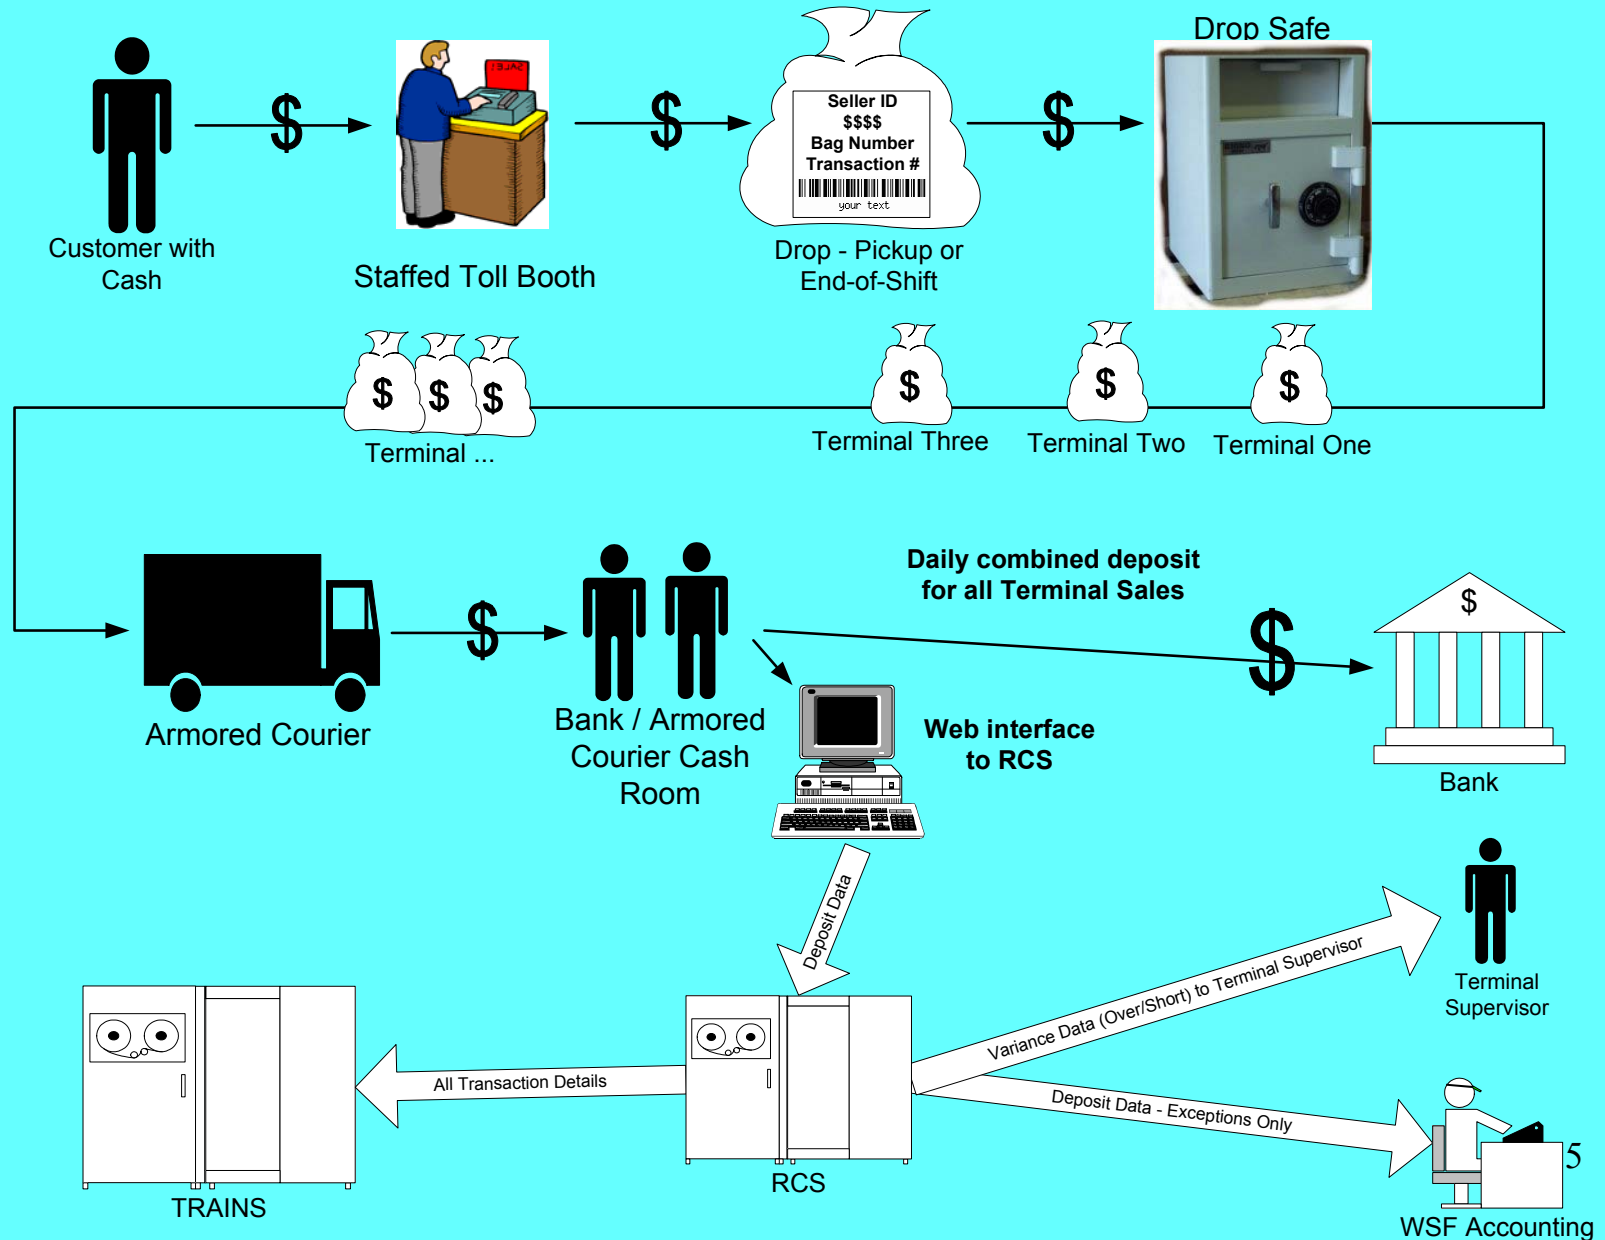 Drop Safe
SALE!
$
$
$
Seller ID
$$$$
Bag Number
Transaction #
your text
Customer with
Cash
Staffed Toll Booth
Drop - Pickup or
End-of-Shift
$
$
$
$
$
$
Terminal ...
Terminal Three
Terminal Two
Terminal One
Daily combined deposit
for all Terminal Sales
$
$
$
Armored Courier
Bank / Armored
Courier Cash
Room
Web interface
to RCS
Bank
Deposit Data
Variance Data (Over/Short) to Terminal Supervisor
Terminal
Supervisor
All Transaction Details
Deposit Data - Exceptions Only
5
TRAINS
RCS
WSF Accounting